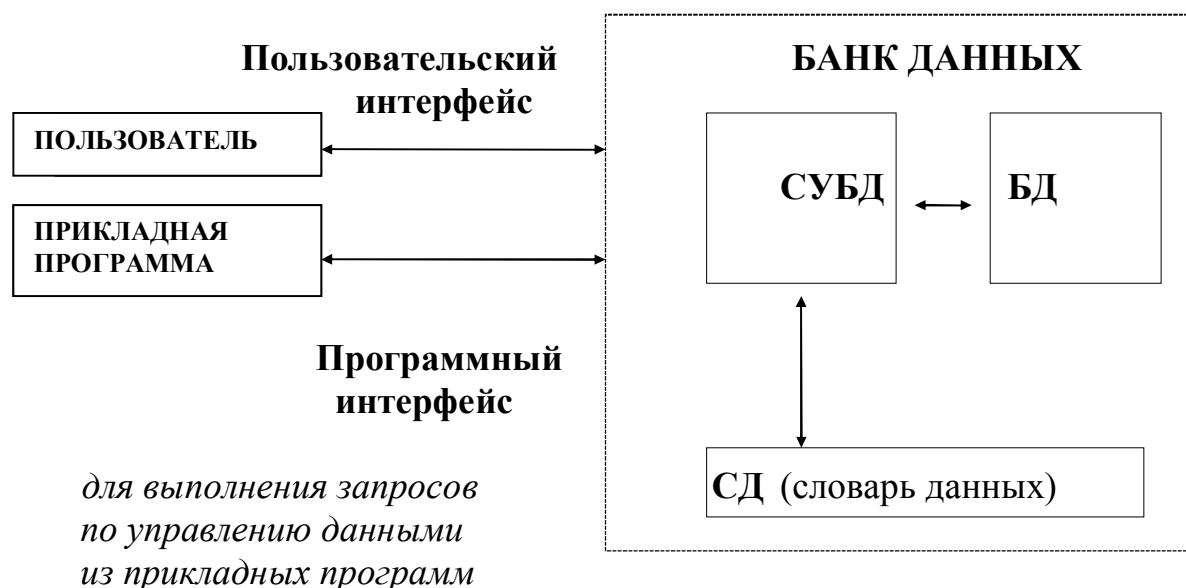 Пользовательский
интерфейс
ПОЛЬЗОВАТЕЛЬ
ПРИКЛАДНАЯ
ПРОГРАММА
Программный
интерфейс
для выполнения запросов
по управлению данными
из прикладных программ
БАНК ДАННЫХ
СУБД
БД
СД (словарь данных)